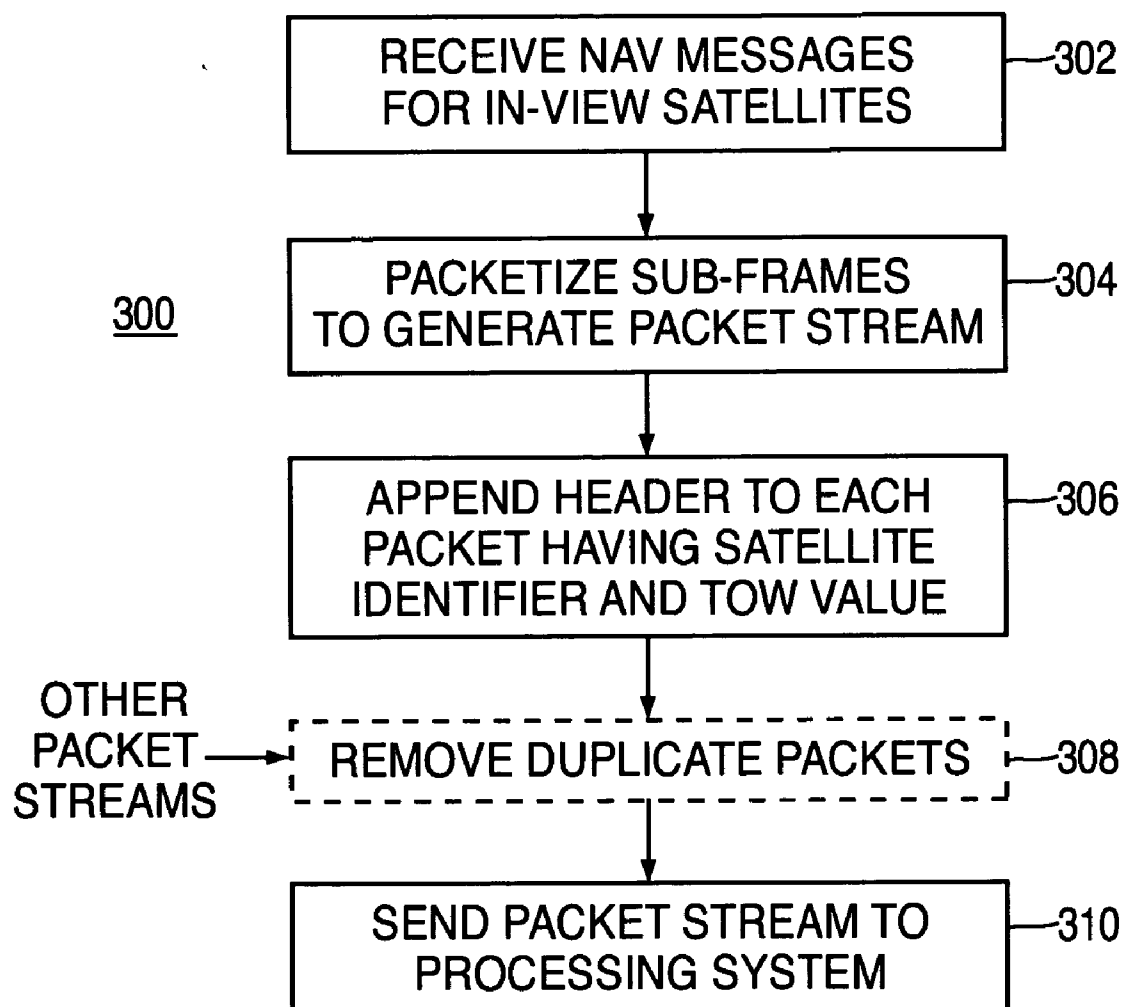 RECEIVE NAV MESSAGES
FOR IN-VIEW SATELLITES
302
PACKETIZE SUB-FRAMES
TO GENERATE PACKET STREAM
304
300
APPEND HEADER TO EACH
PACKET HAVING SATELLITE
IDENTIFIER AND TOW VALUE
306
OTHER
PACKET
STREAMS
REMOVE DUPLICATE PACKETS
308
SEND PACKET STREAM TO
PROCESSING SYSTEM
310